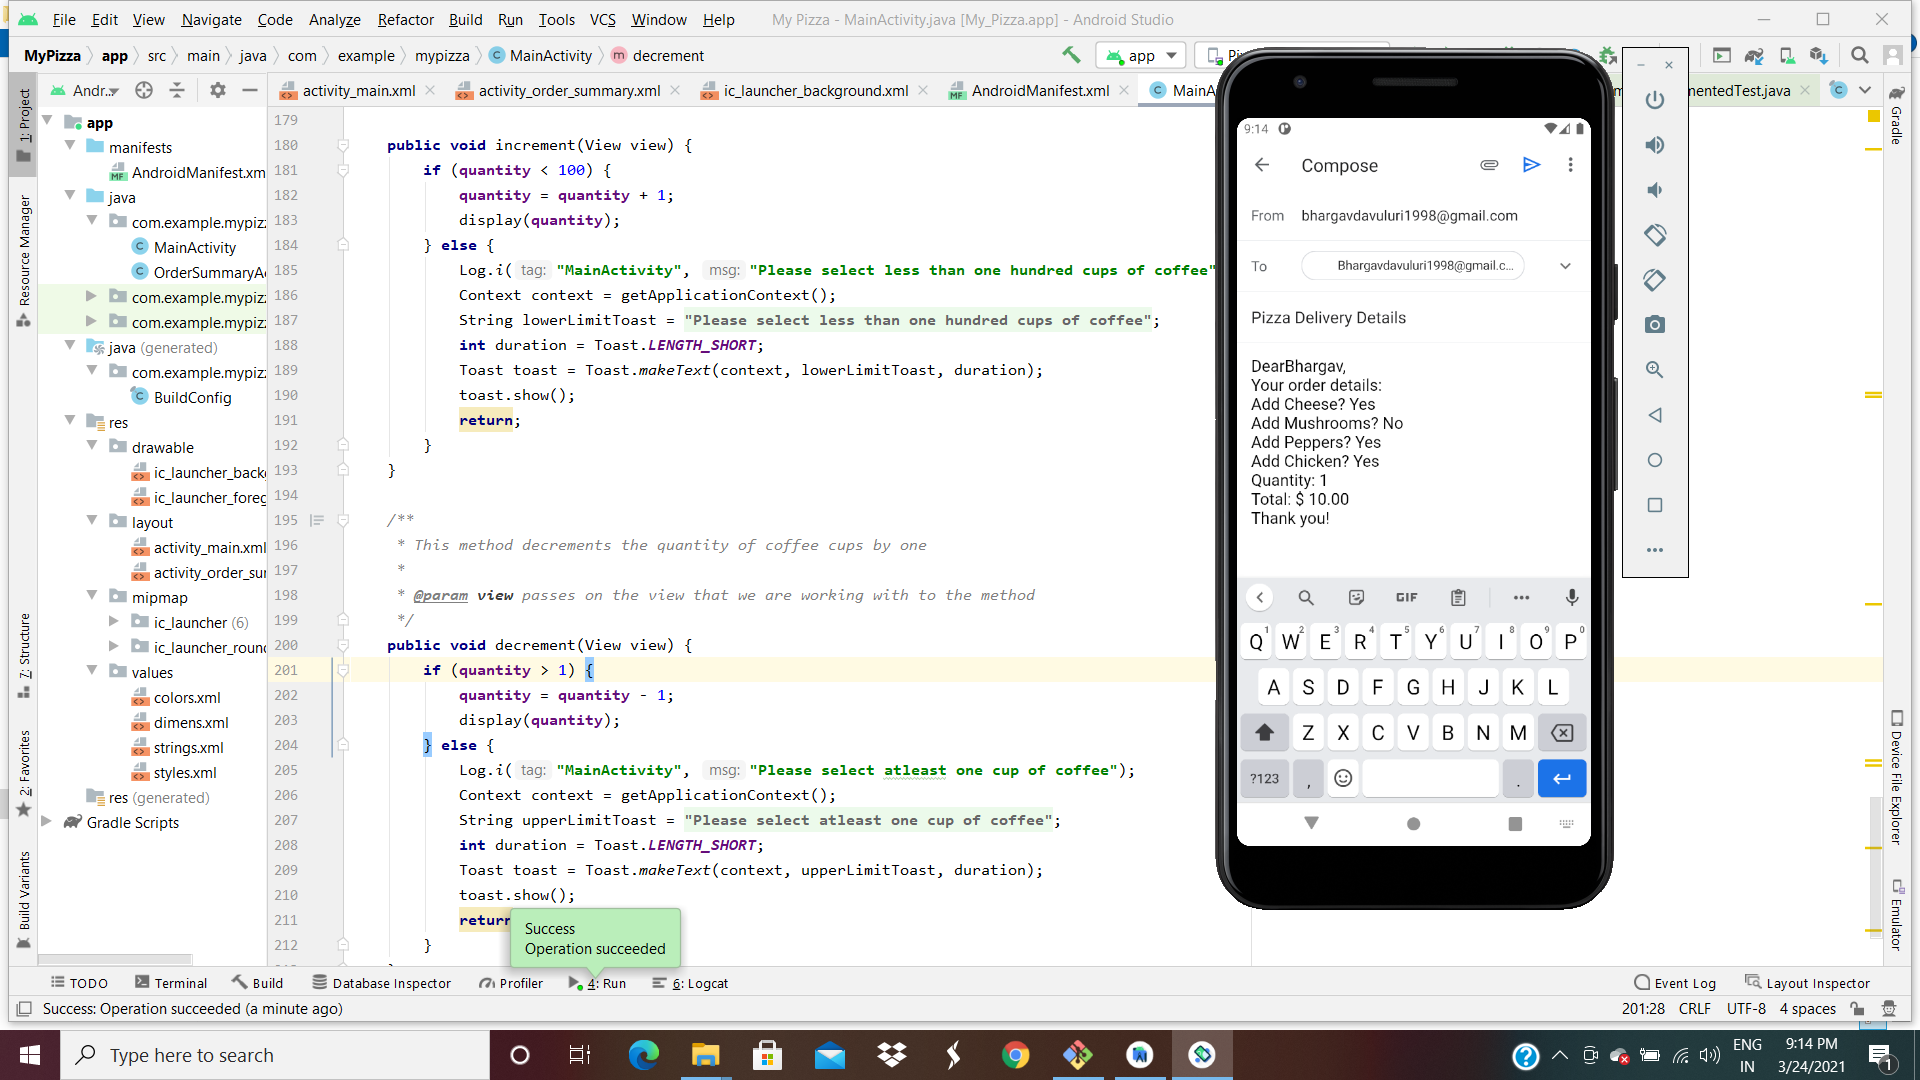 File Edit View Navigate Code Analyze Refactor Build Run Tools VCS Window Help My Pizza - MainActivity.java [My_Pizza.app] - Android Studio
MyPizza app src main java com example mypizza MainActivity decrement app
Andr... activity_main.xml activity_order_summary.xml ic_launcher_background.xml AndroidManifest.xml MainA mentedTest.java
1: Project
Resource Manager
7: Structure
2: Favorites
Build Variants
app
manifests
AndroidManifest.xm
java
com.example.mypizz
MainActivity
OrderSummaryAc
com.example.mypizz
com.example.mypizz
java (generated)
com.example.mypizz
BuildConfig
res
drawable
ic_launcher_back
ic_launcher_foreg
layout
activity_main.xml
activity_order_sur
mipmap
ic_launcher (6)
ic_launcher_roun
values
colors.xml
dimens.xml
strings.xml
styles.xml
res (generated)
Gradle Scripts
179
180 public void increment(View view) {
181 if (quantity < 100) {
182 quantity = quantity + 1;
183 display(quantity);
184 } else {
185 Log.i( tag: "MainActivity", msg: "Please select less than one hundred cups of coffee"
186 Context context = getApplicationContext();
187 String lowerLimitToast = "Please select less than one hundred cups of coffee";
188 int duration = Toast.LENGTH_SHORT;
189 Toast toast = Toast.makeText(context, lowerLimitToast, duration);
190 toast.show();
191 return;
192 }
193 }
194
195 /**
196 * This method decrements the quantity of coffee cups by one
197 *
198 * @param view passes on the view that we are working with to the method
199 */
200 public void decrement(View view) {
201 if (quantity > 1) {
202 quantity = quantity - 1;
203 display(quantity);
204 } else {
205 Log.i( tag: "MainActivity", msg: "Please select atleast one cup of coffee");
206 Context context = getApplicationContext();
207 String upperLimitToast = "Please select atleast one cup of coffee";
208 int duration = Toast.LENGTH_SHORT;
209 Toast toast = Toast.makeText(context, upperLimitToast, duration);
210 toast.show();
211 return
212 }
Success
Operation succeeded
9:14
Compose
From bhargavdavuluri1998@gmail.com
To Bhargavdavuluri1998@gmail.c...
Pizza Delivery Details
DearBhargav,
Your order details:
Add Cheese? Yes
Add Mushrooms? No
Add Peppers? Yes
Add Chicken? Yes
Quantity: 1
Total: $ 10.00
Thank you!
GIF
Q1 W2 E3 R4 T5 Y6 U7 I8 O9 P0
A S D F G H J K L
Z X C V B N M
?123 , .
Gradle
Device File Explorer
Emulator
TODO Terminal Build Database Inspector Profiler 4: Run 6: Logcat Event Log Layout Inspector
Success: Operation succeeded (a minute ago) 201:28 CRLF UTF-8 4 spaces
Type here to search
ENG
IN
9:14 PM
3/24/2021
1